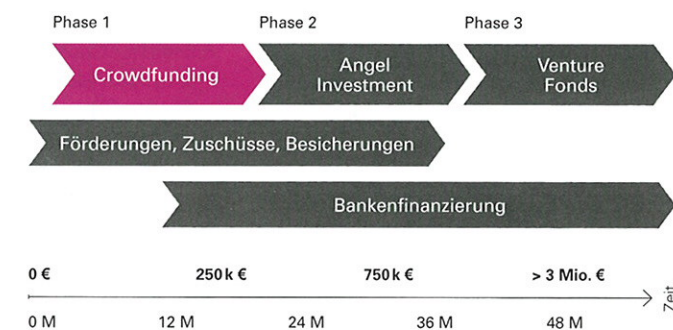 Phase 1 Phase 2 Phase 3
Crowdfunding
Angel
Investment
Venture
Fonds
Förderungen, Zuschüsse, Besicherungen
Bankenfinanzierung
0 € 250 k € 750 k € > 3 Mio. €
Zeit
0 M 12 M 24 M 36 M 48 M